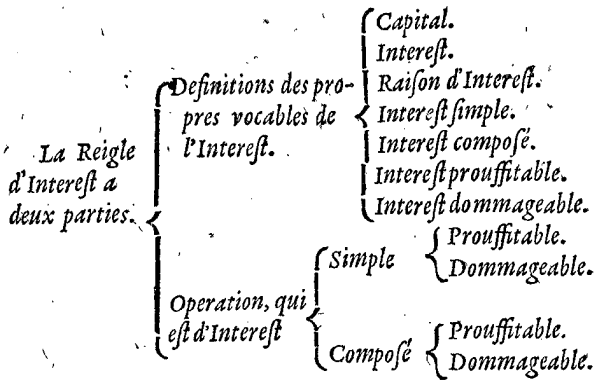 La Reigle
d'Intereſt a
deux parties.
Definitions des pro-
pres vocables de
l'Intereſt.
Capital.
Intereſt.
Raiſon d'Intereſt.
Intereſt ſimple.
Intereſt compoſé.
Intereſt prouffitable.
Intereſt dommageable.
Operation, qui
eſt d'Intereſt
Simple
Prouffitable.
Dommageable.
Compoſé
Prouffitable.
Dommageable.